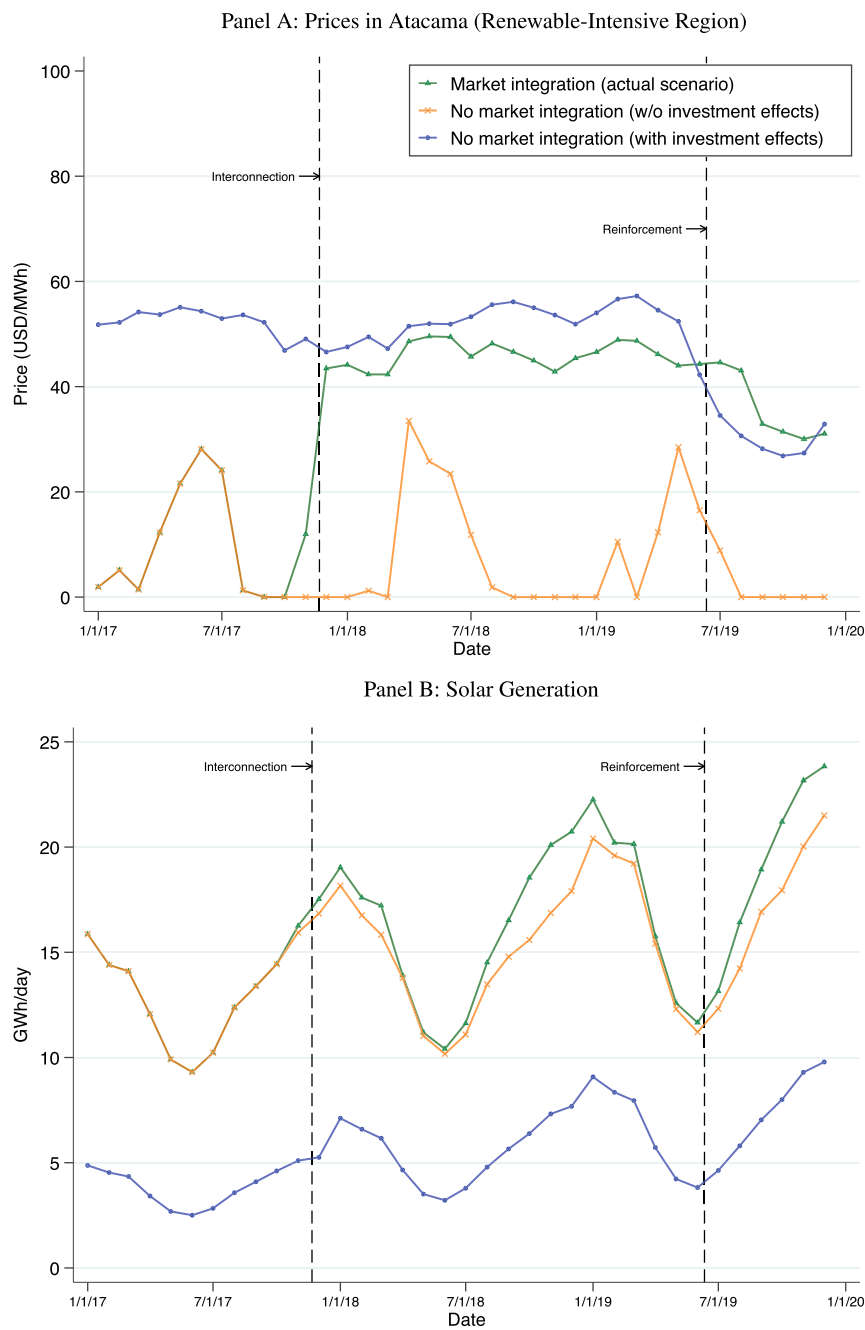 Panel A: Prices in Atacama (Renewable-Intensive Region)
100
80
60
40
20
0
Price (USD/MWh)
Market integration (actual scenario)
No market integration (w/o investment effects)
No market integration (with investment effects)
Interconnection
Reinforcement
1/1/17
7/1/17
1/1/18
7/1/18
1/1/19
7/1/19
1/1/20
Date
Panel B: Solar Generation
25
20
15
10
5
0
GWh/day
Interconnection
Reinforcement
1/1/17
7/1/17
1/1/18
7/1/18
1/1/19
7/1/19
1/1/20
Date